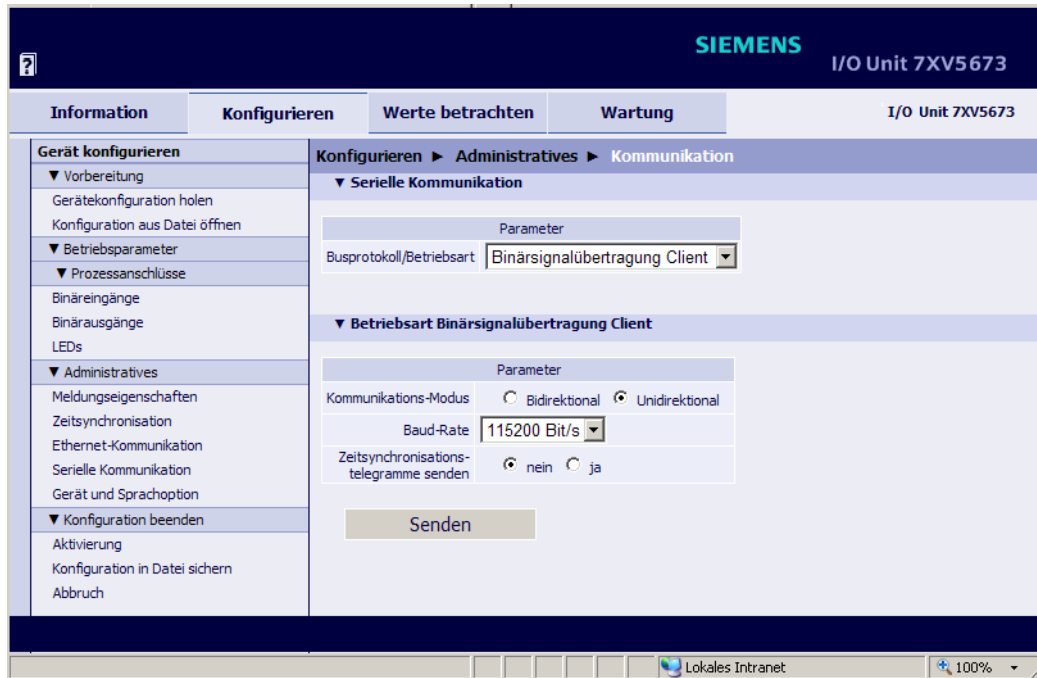 ?
SIEMENS
I/O Unit 7XV5673
Information
Konfigurieren
Werte betrachten
Wartung
I/O Unit 7XV5673
Gerät konfigurieren
▼ Vorbereitung
Gerätekonfiguration holen
Konfiguration aus Datei öffnen
▼ Betriebsparameter
▼ Prozessanschlüsse
Binäreingänge
Binärausgänge
LEDs
▼ Administratives
Meldungseigenschaften
Zeitsynchronisation
Ethernet-Kommunikation
Serielle Kommunikation
Gerät und Sprachoption
▼ Konfiguration beenden
Aktivierung
Konfiguration in Datei sichern
Abbruch
Konfigurieren ► Administratives ► Kommunikation
▼ Serielle Kommunikation
Parameter
Busprotokoll/Betriebsart Binärsignalübertragung Client
▼ Betriebsart Binärsignalübertragung Client
Parameter
Kommunikations-Modus Bidirektional Unidirektional
Baud-Rate 115200 Bit/s
Zeitsynchronisations-
telegramme senden nein ja
Senden
Lokales Intranet
100%